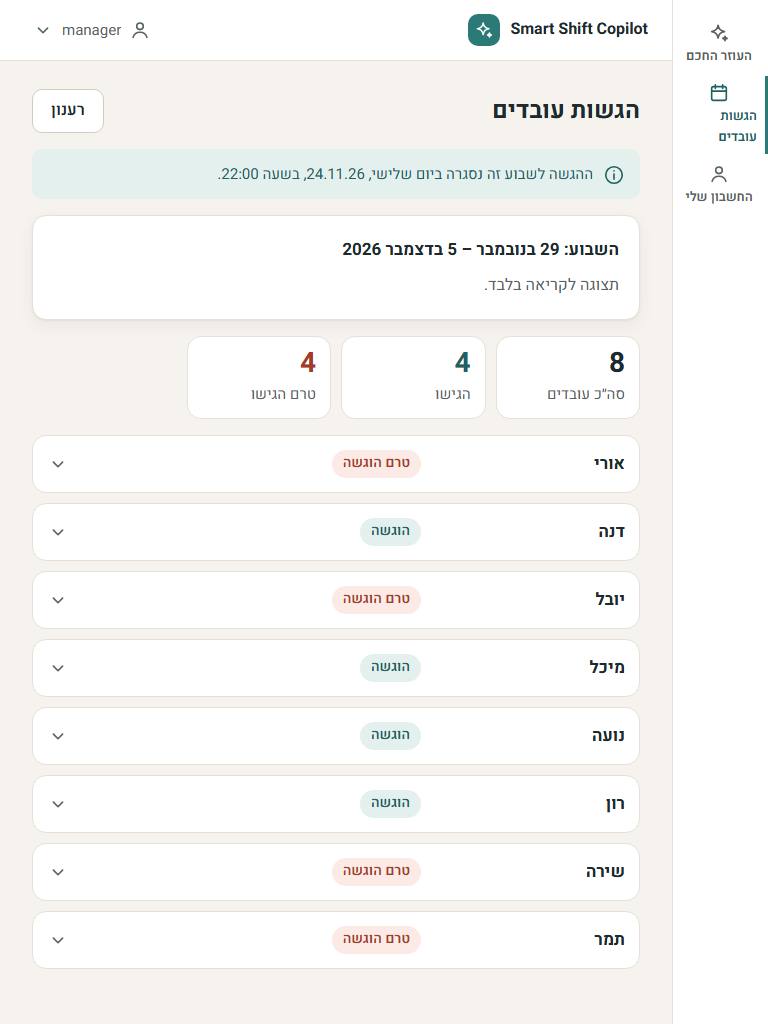 Smart Shift Copilot
manager
העוזר החכם
הגשות
עובדים
החשבון שלי
הגשות עובדים
רענון
ההגשה לשבוע זה נסגרה ביום שלישי, 24.11.26, בשעה 22:00.
השבוע: 29 בנובמבר – 5 בדצמבר 2026
תצוגה לקריאה בלבד.
8
סה״כ עובדים
4
הגישו
4
טרם הגישו
אורי טרם הוגשה
דנה הוגשה
יובל טרם הוגשה
מיכל הוגשה
נועה הוגשה
רון הוגשה
שירה טרם הוגשה
תמר טרם הוגשה